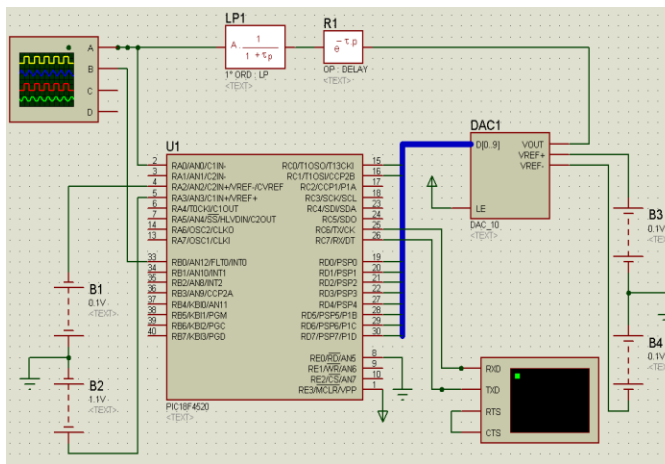 LP1
R1
A
B
C
D
A. 1
1 + τp
1° ORD : LP
<TEXT>
-τ.p
e
OP : DELAY
<TEXT>
DAC1
D[0..9]
VOUT
VREF+
VREF-
LE
DAC_10
<TEXT>
U1
2 RA0/AN0/C1IN- RC0/T1OSO/T13CKI 15
3 RA1/AN1/C2IN- RC1/T1OSI/CCP2B 16
4 RA2/AN2/C2IN+/VREF-/CVREF RC2/CCP1/P1A 17
5 RA3/AN3/C1IN+/VREF+ RC3/SCK/SCL 18
6 RA4/T0CKI/C1OUT RC4/SDI/SDA 23
7 RA5/AN4/SS/HLVDIN/C2OUT RC5/SDO 24
14 RA6/OSC2/CLKO RC6/TX/CK 25
13 RA7/OSC1/CLKI RC7/RX/DT 26
33 RB0/AN12/FLT0/INT0 RD0/PSP0 19
34 RB1/AN10/INT1 RD1/PSP1 20
35 RB2/AN8/INT2 RD2/PSP2 21
36 RB3/AN9/CCP2A RD3/PSP3 22
37 RB4/KBI0/AN11 RD4/PSP4 27
38 RB5/KBI1/PGM RD5/PSP5/P1B 28
39 RB6/KBI2/PGC RD6/PSP6/P1C 29
40 RB7/KBI3/PGD RD7/PSP7/P1D 30
RE0/RD/AN5 8
RE1/WR/AN6 9
RE2/CS/AN7 10
RE3/MCLR/VPP 1
PIC18F4520
<TEXT>
B1
0.1V
<TEXT>
B2
1.1V
<TEXT>
B3
0.1V
<TEXT>
B4
0.1V
<TEXT>
RXD
TXD
RTS
CTS
<TEXT>